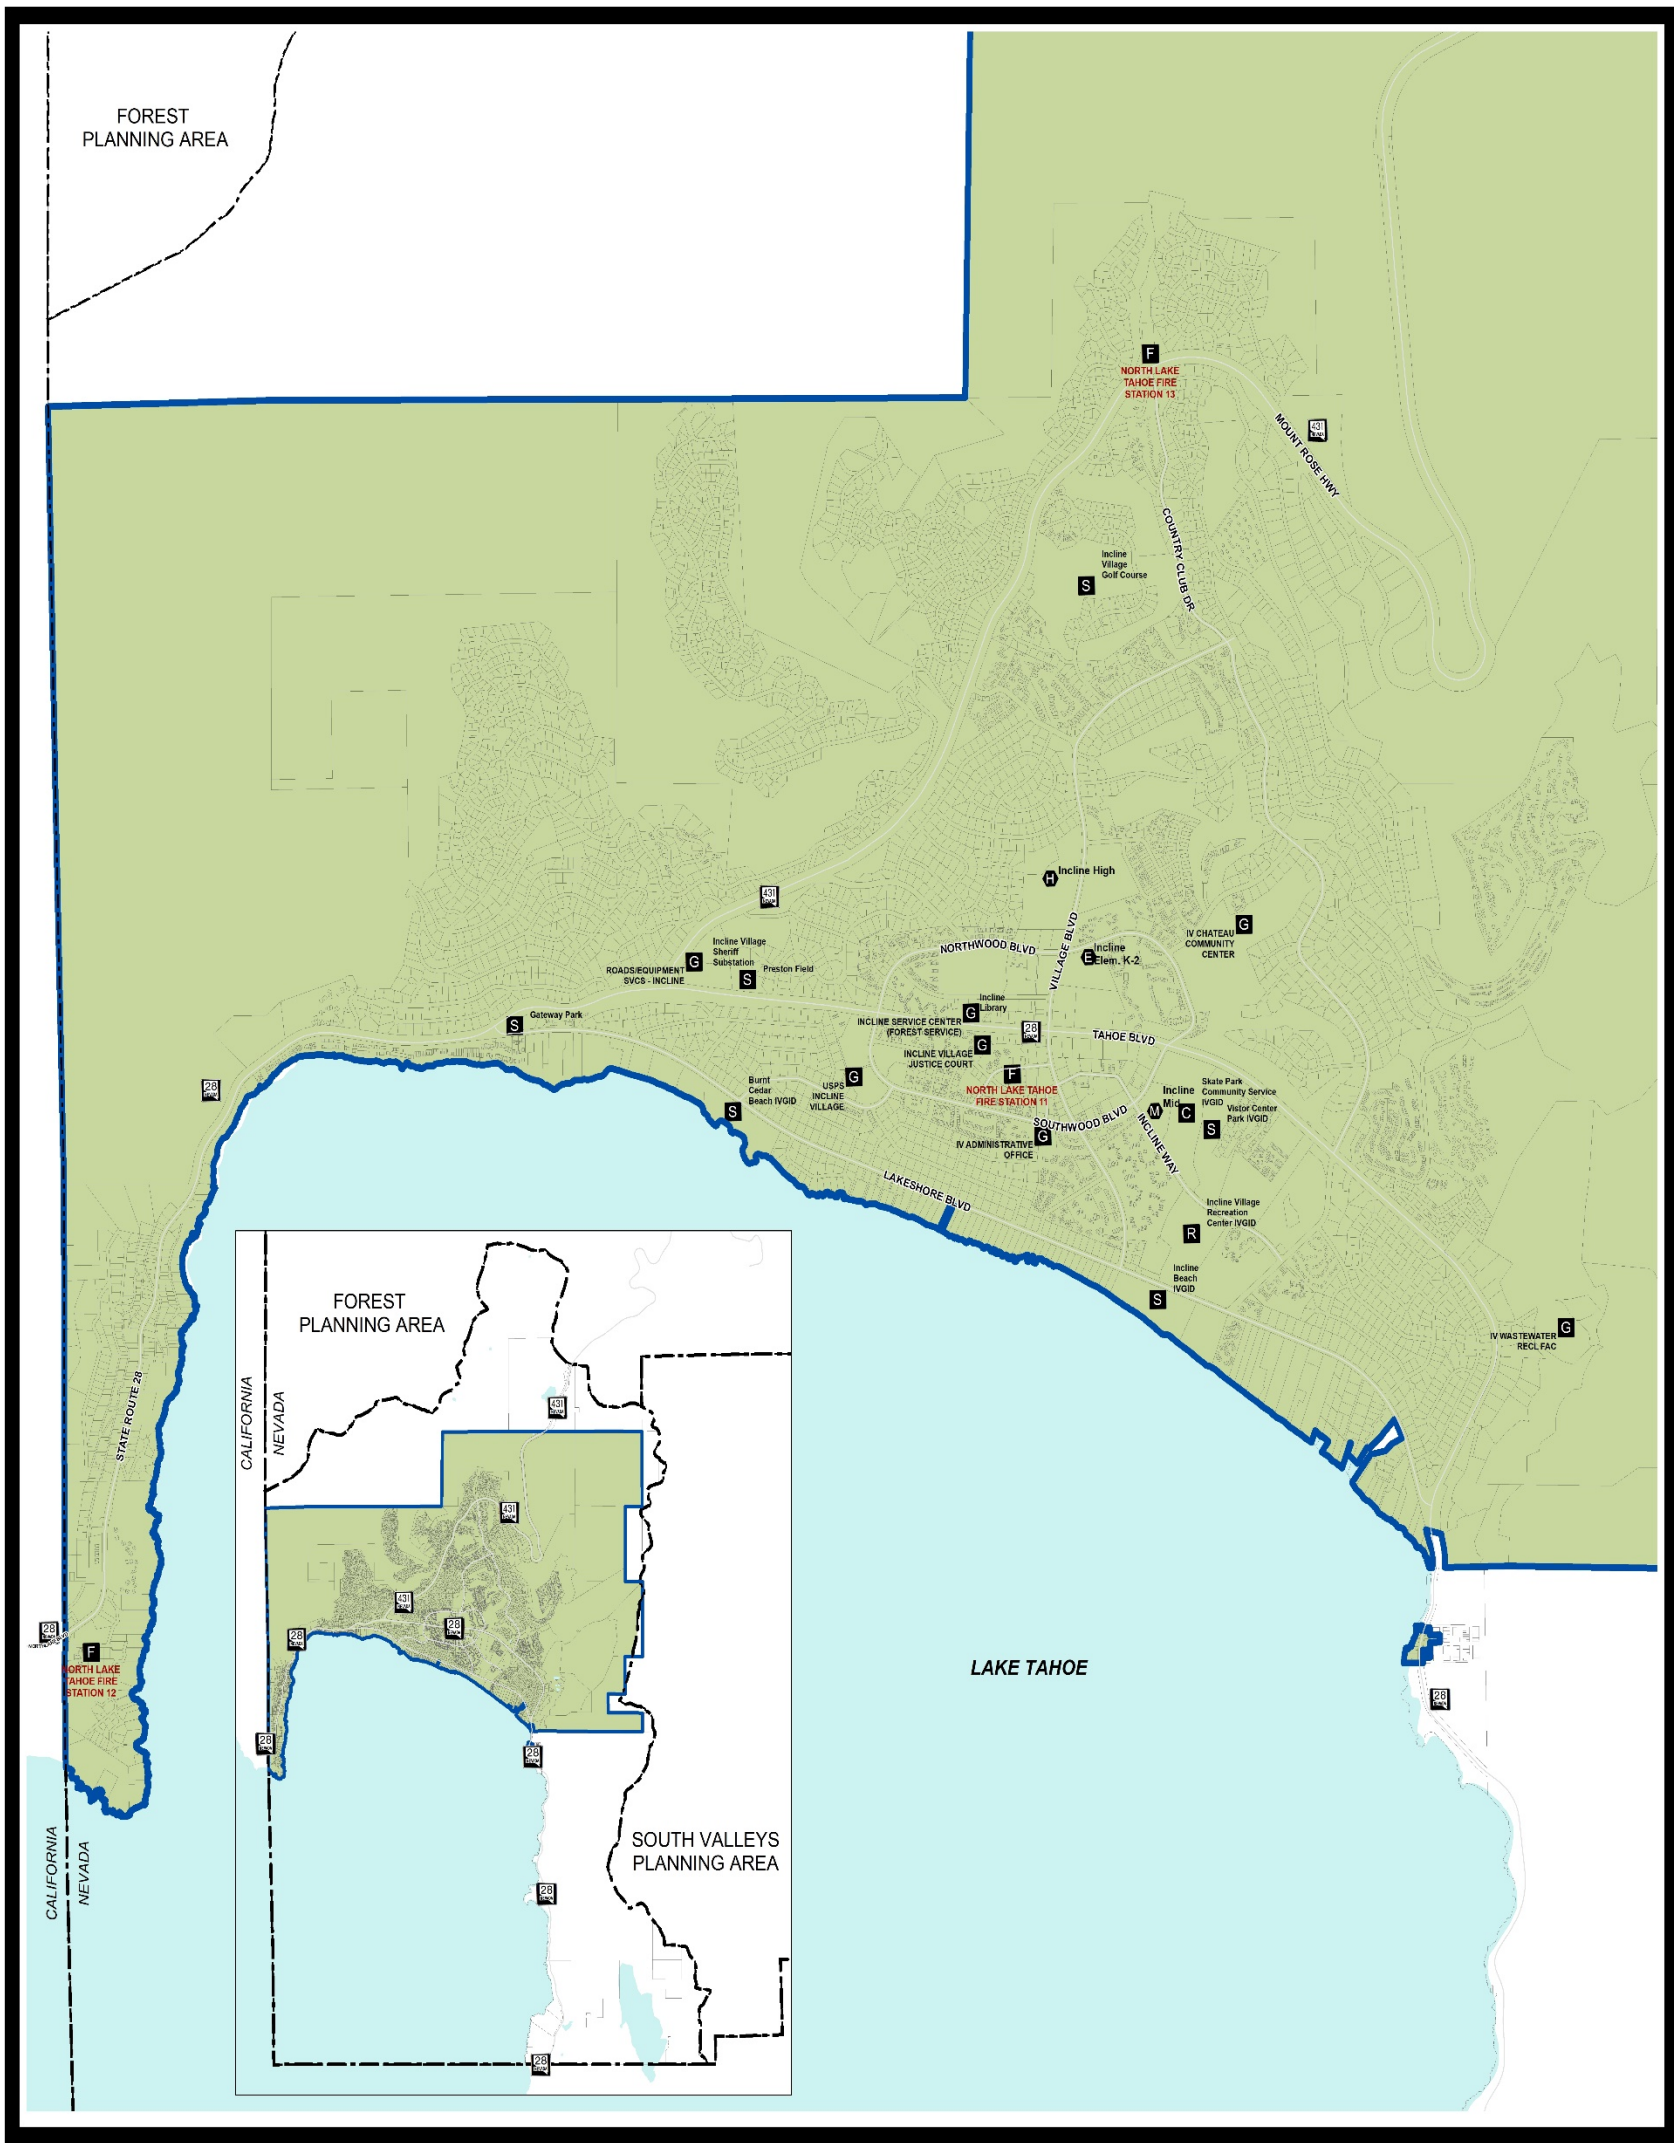 FOREST
PLANNING AREA
F
NORTH LAKE
TAHOE FIRE
STATION 13
431
MOUNT ROSE HWY
COUNTRY CLUB DR
Incline
Village
Golf Course
S
H
Incline High
431
VILLAGE BLVD
NORTHWOOD BLVD
E
Incline
Elem. K-2
IV CHATEAU
COMMUNITY
CENTER
G
Incline Village
Sheriff
Substation
G
ROADS/EQUIPMENT
SVCS - INCLINE
S
Preston Field
S
Gateway Park
Incline
Library
G
INCLINE SERVICE CENTER
(FOREST SERVICE)
28
TAHOE BLVD
INCLINE VILLAGE
JUSTICE COURT
G
F
NORTH LAKE TAHOE
FIRE STATION 11
28
Burnt
Cedar
Beach IVGID
S
USPS
INCLINE
VILLAGE
G
SOUTHWOOD BLVD
G
IV ADMINISTRATIVE
OFFICE
Incline
Mid
M
C
Skate Park
Community Service
IVGID
Vistor Center
Park IVGID
S
INCLINE WAY
LAKESHORE BLVD
Incline Village
Recreation
Center IVGID
R
Incline
Beach
IVGID
S
G
IV WASTEWATER
RECL FAC
STATE ROUTE 28
28
F
NORTH LAKE
TAHOE FIRE
STATION 12
LAKE TAHOE
28
CALIFORNIA
NEVADA
FOREST
PLANNING AREA
CALIFORNIA
NEVADA
431
431
431
28
28
28
28
SOUTH VALLEYS
PLANNING AREA
28
28